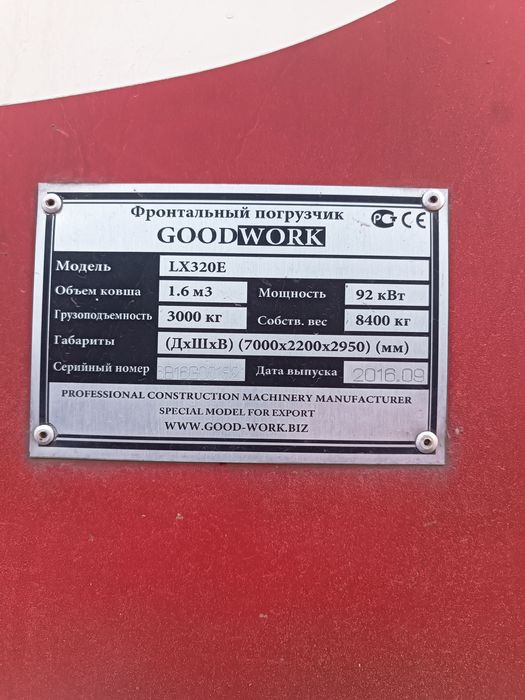 Фронтальный погрузчик
GOODWORK
РСТ CE
Модель LX320E
Объем ковша 1.6 м3 Мощность 92 кВт
Грузоподъемность 3000 кг Собств. вес 8400 кг
Габариты (ДхШхВ) (7000х2200х2950) (мм)
Серийный номер Дата выпуска 2016.09
PROFESSIONAL CONSTRUCTION MACHINERY MANUFACTURER
SPECIAL MODEL FOR EXPORT
WWW.GOOD-WORK.BIZ